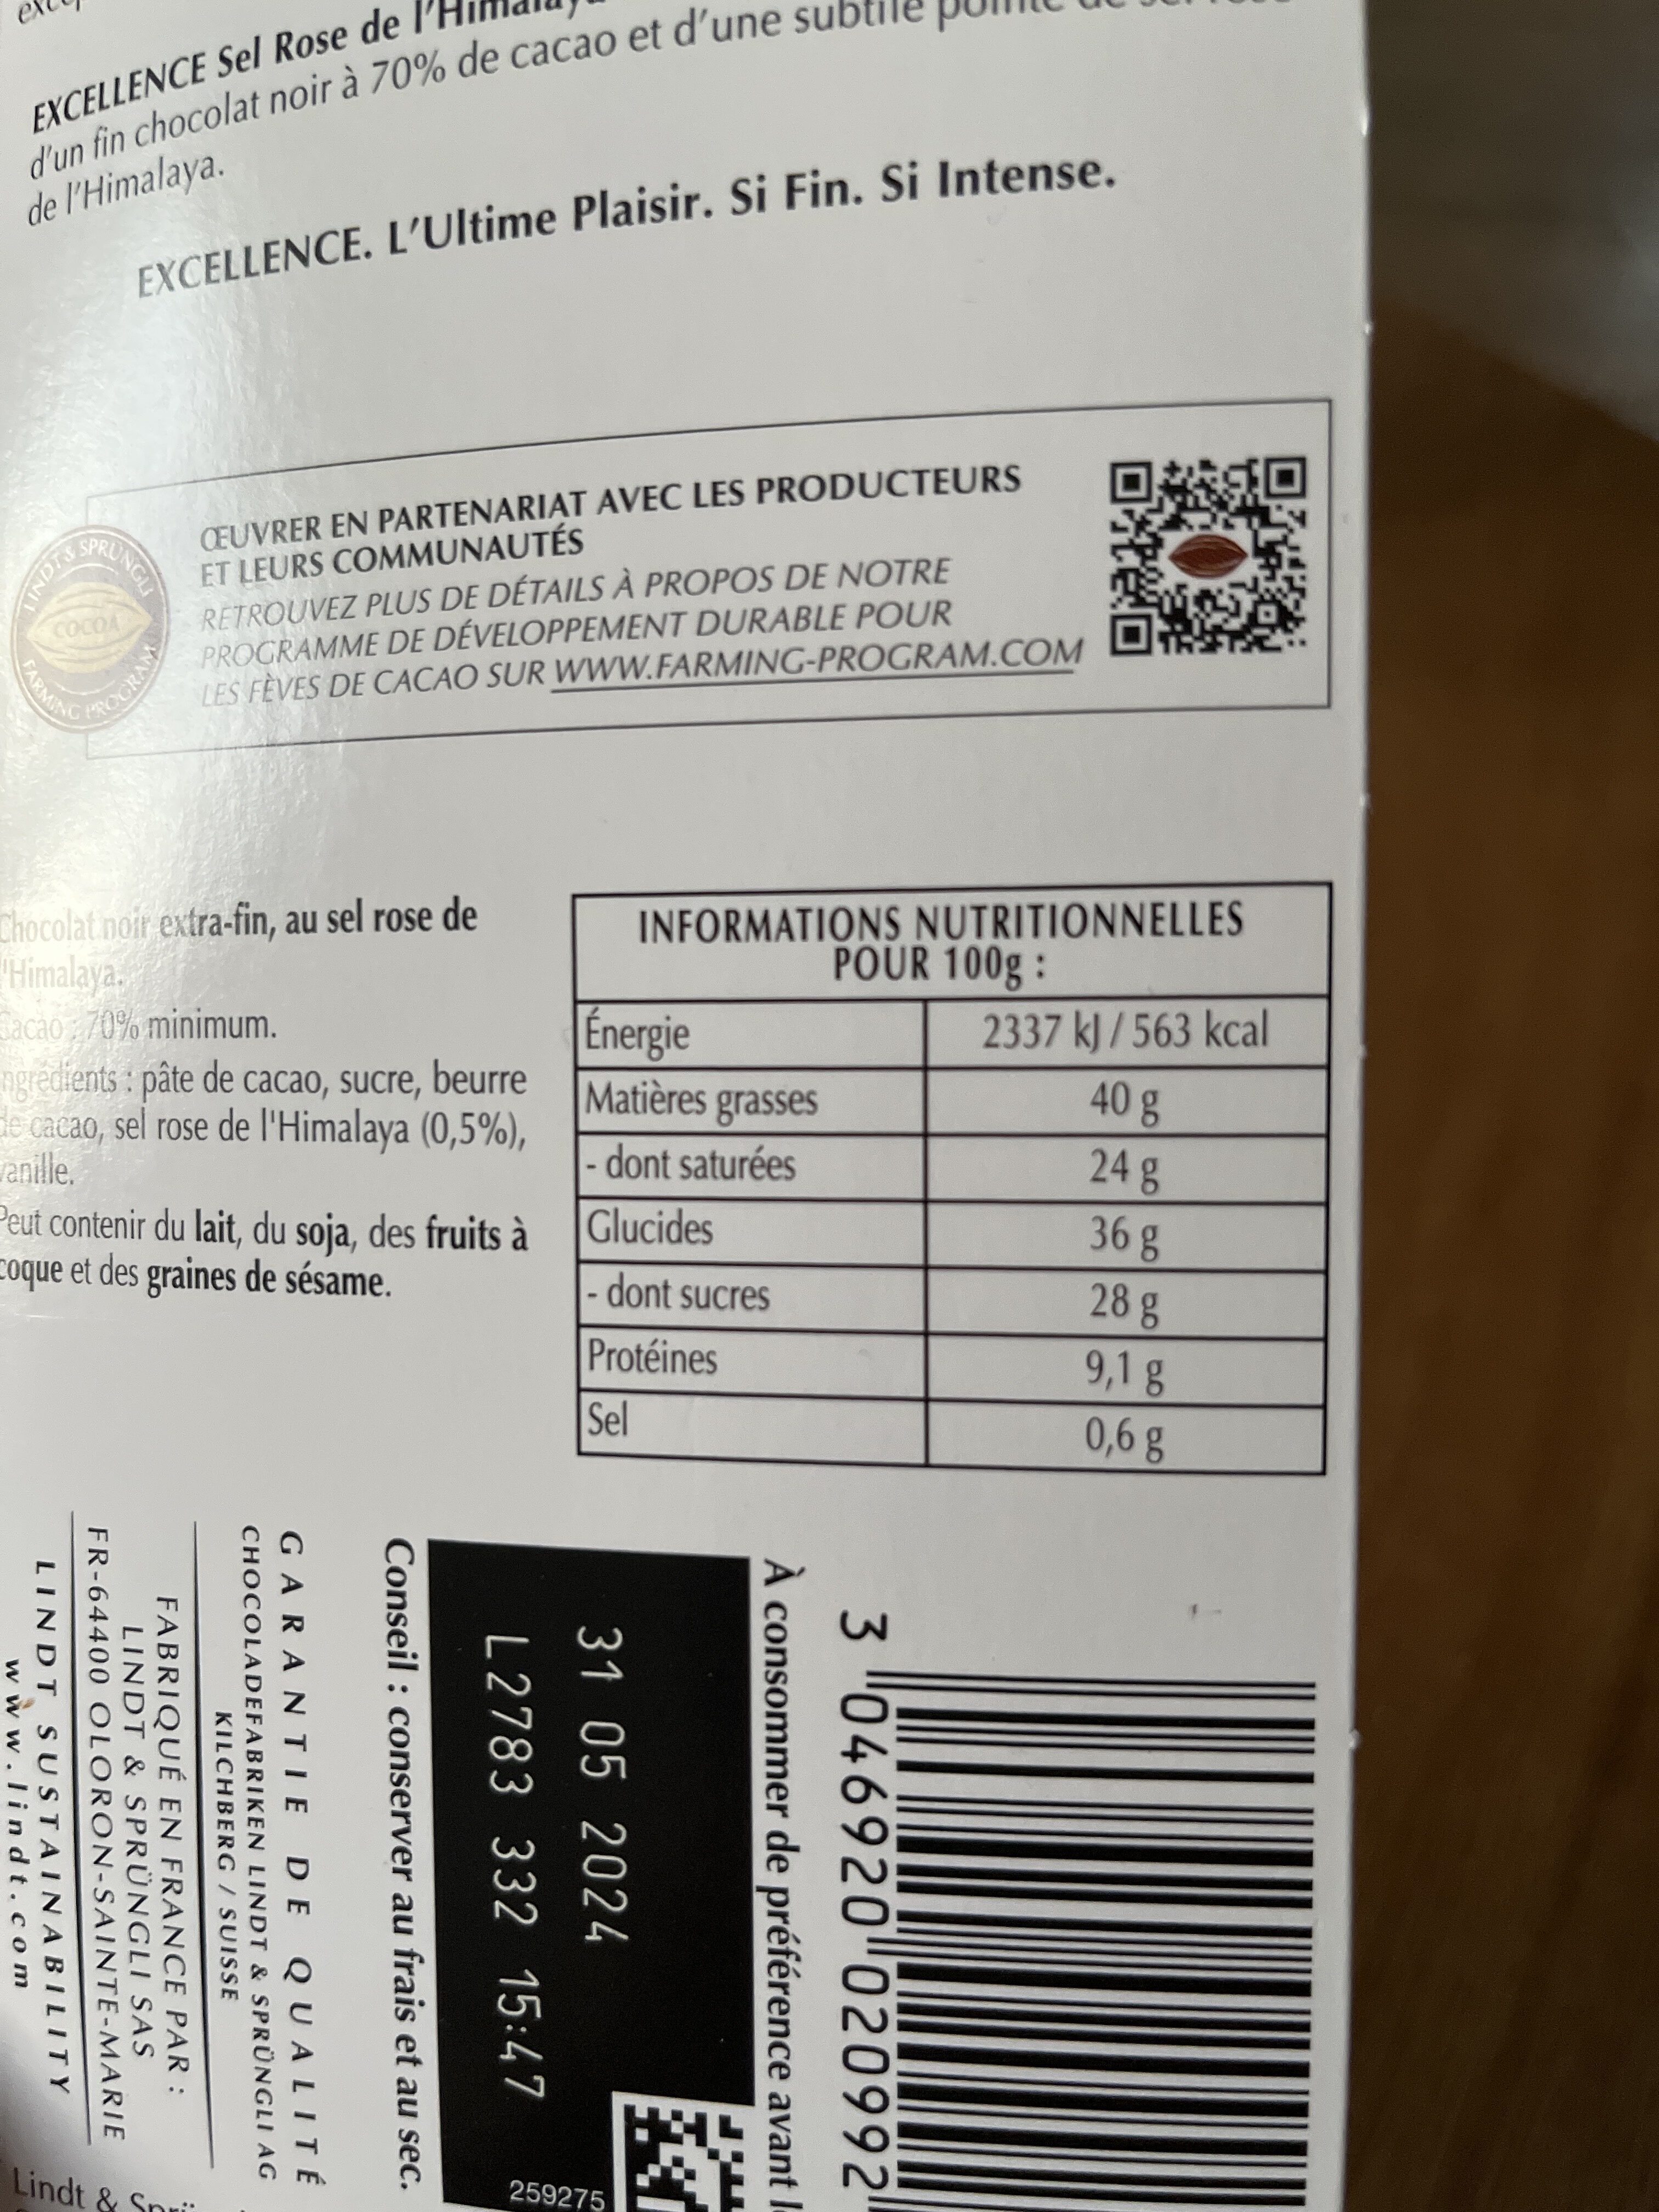 EXCELLENCE Sel Rose de
d'un fin chocolat noir à 70% de cacao et d'une subtile
de l'Himalaya.
EXCELLENCE. L'Ultime Plaisir. Si Fin. Si Intense.
LINDT & SPRÜNGLI
COCOA
FARMING PROGRAM
ŒUVRER EN PARTENARIAT AVEC LES PRODUCTEURS
ET LEURS COMMUNAUTÉS
RETROUVEZ PLUS DE DÉTAILS À PROPOS DE NOTRE
PROGRAMME DE DÉVELOPPEMENT DURABLE POUR
LES FÈVES DE CACAO SUR WWW.FARMING-PROGRAM.COM
Chocolat noir extra-fin, au sel rose de
l'Himalaya.
Cacao : 70% minimum.
Ingrédients : pâte de cacao, sucre, beurre
de cacao, sel rose de l'Himalaya (0,5%),
vanille.
Peut contenir du lait, du soja, des fruits à
coque et des graines de sésame.
INFORMATIONS NUTRITIONNELLES
POUR 100g :
Énergie 2337 kJ / 563 kcal
Matières grasses 40 g
- dont saturées 24 g
Glucides 36 g
- dont sucres 28 g
Protéines 9,1 g
Sel 0,6 g
3 046920 020992
À consommer de préférence avant
31 05 2024
L2783 332 15:47
259275
Conseil : conserver au frais et au sec.
GARANTIE DE QUALITÉ
CHOCOLADEFABRIKEN LINDT & SPRÜNGLI AG
KILCHBERG / SUISSE
FABRIQUÉ EN FRANCE PAR :
LINDT & SPRÜNGLI SAS
FR-64400 OLORON-SAINTE-MARIE
LINDT SUSTAINABILITY
www.lindt.com
Lindt &